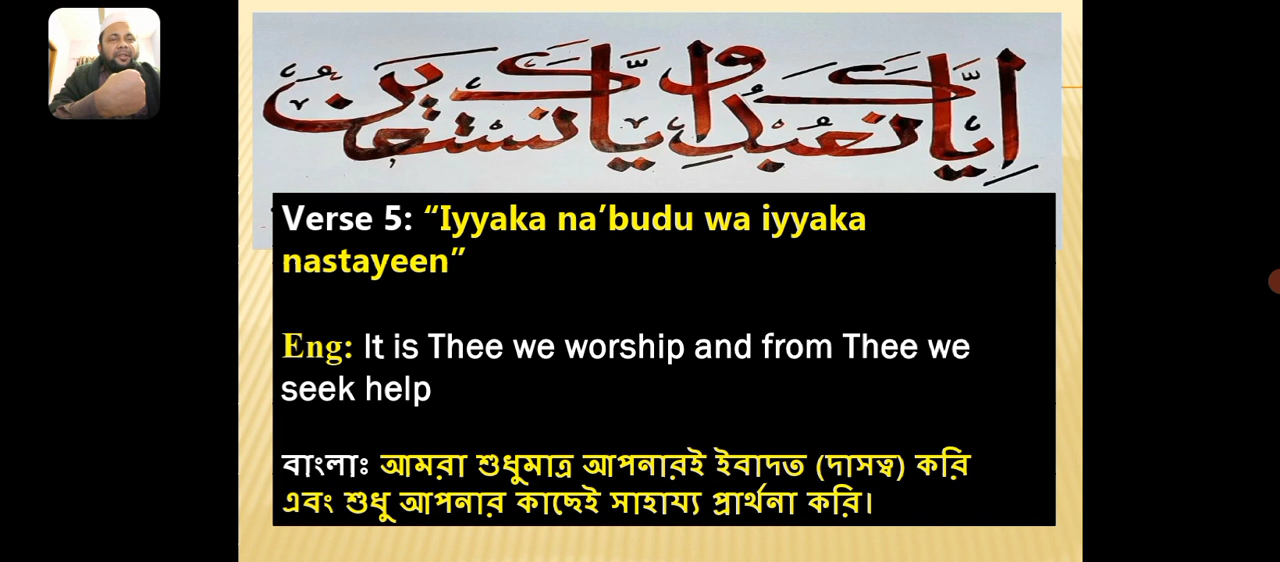 إِيَّاكَ نَعْبُدُ وَإِيَّاكَ نَسْتَعِينُ
Verse 5: “Iyyaka na’budu wa iyyaka
nastayeen”
Eng: It is Thee we worship and from Thee we
seek help
বাংলাঃ আমরা শুধুমাত্র আপনারই ইবাদত (দাসত্ব) করি
এবং শুধু আপনার কাছেই সাহায্য প্রার্থনা করি।